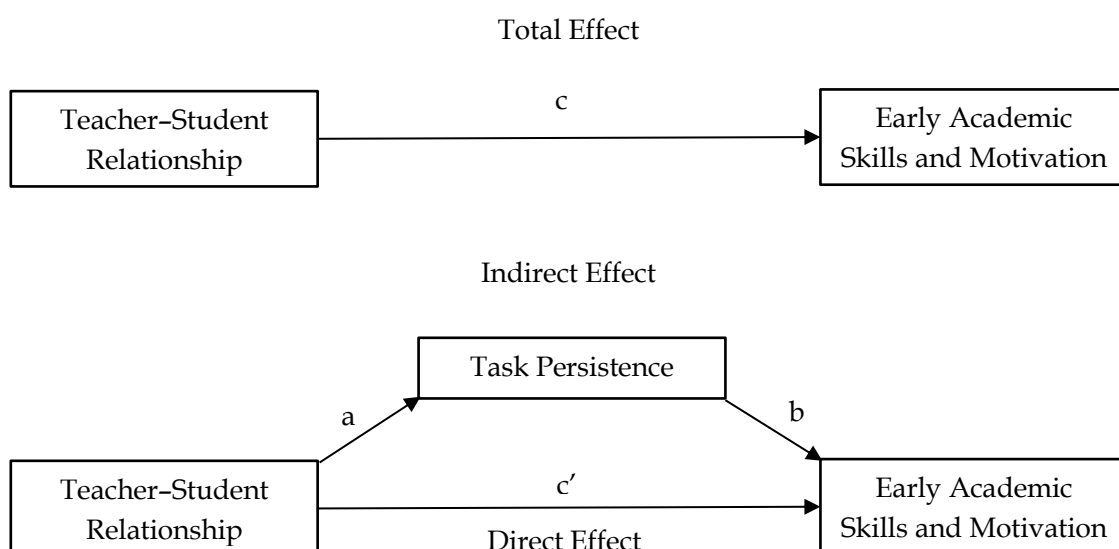 Total Effect
c
Teacher–Student
Relationship
Early Academic
Skills and Motivation
Indirect Effect
Task Persistence
a
b
Teacher–Student
Relationship
c’
Early Academic
Skills and Motivation
Direct Effect